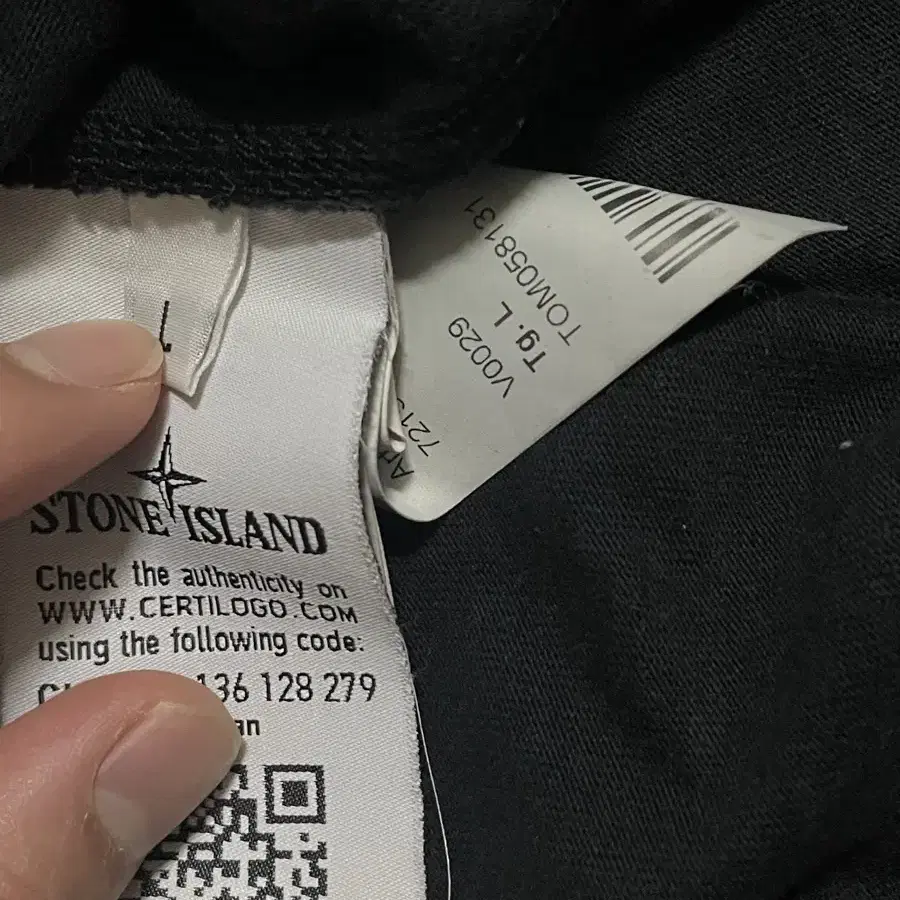 L
STONE ISLAND
Check the authenticity on
WWW.CERTILOGO.COM
using the following code:
136 128 279
V0029
Tg. L
TOM058131